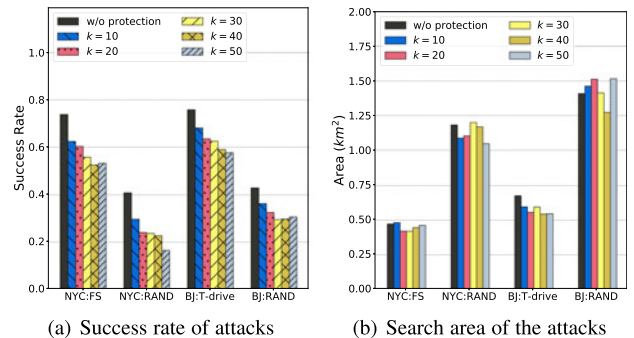 w/o protection
k = 10
k = 20
k = 30
k = 40
k = 50
Success Rate
1.0
0.8
0.6
0.4
0.2
0.0
NYC:FS NYC:RAND BJ:T-drive BJ:RAND
(a) Success rate of attacks
w/o protection
k = 10
k = 20
k = 30
k = 40
k = 50
Area (km²)
2.00
1.75
1.50
1.25
1.00
0.75
0.50
0.25
0.00
NYC:FS NYC:RAND BJ:T-drive BJ:RAND
(b) Search area of the attacks